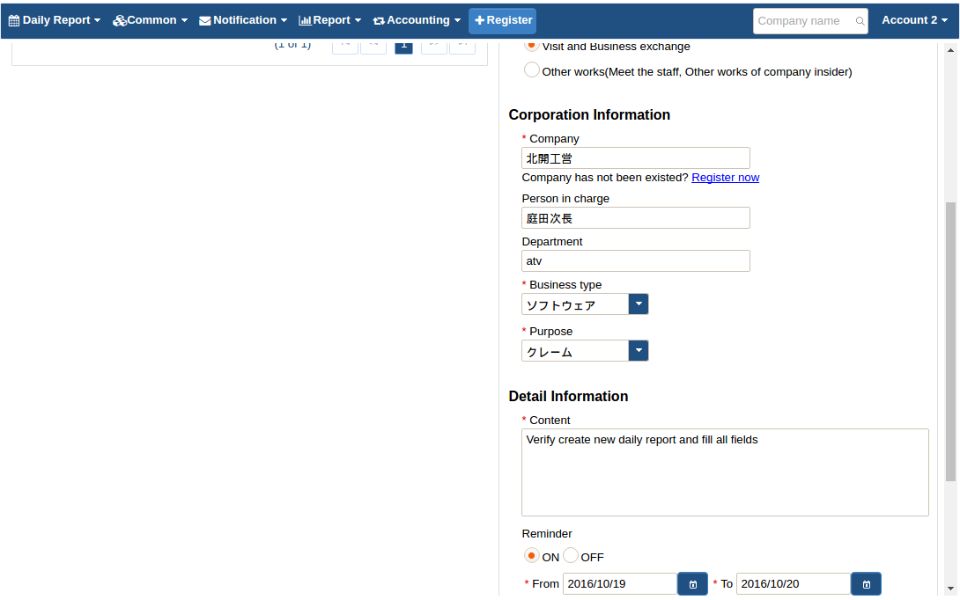 Daily Report Common Notification Report Accounting Register Company name Account 2
(1 of 1) 1
Visit and Business exchange
Other works(Meet the staff, Other works of company insider)
Corporation Information
* Company
北開工営
Company has not been existed? Register now
Person in charge
庭田次長
Department
atv
* Business type
ソフトウェア
* Purpose
クレーム
Detail Information
* Content
Verify create new daily report and fill all fields
Reminder
ON OFF
* From 2016/10/19 * To 2016/10/20